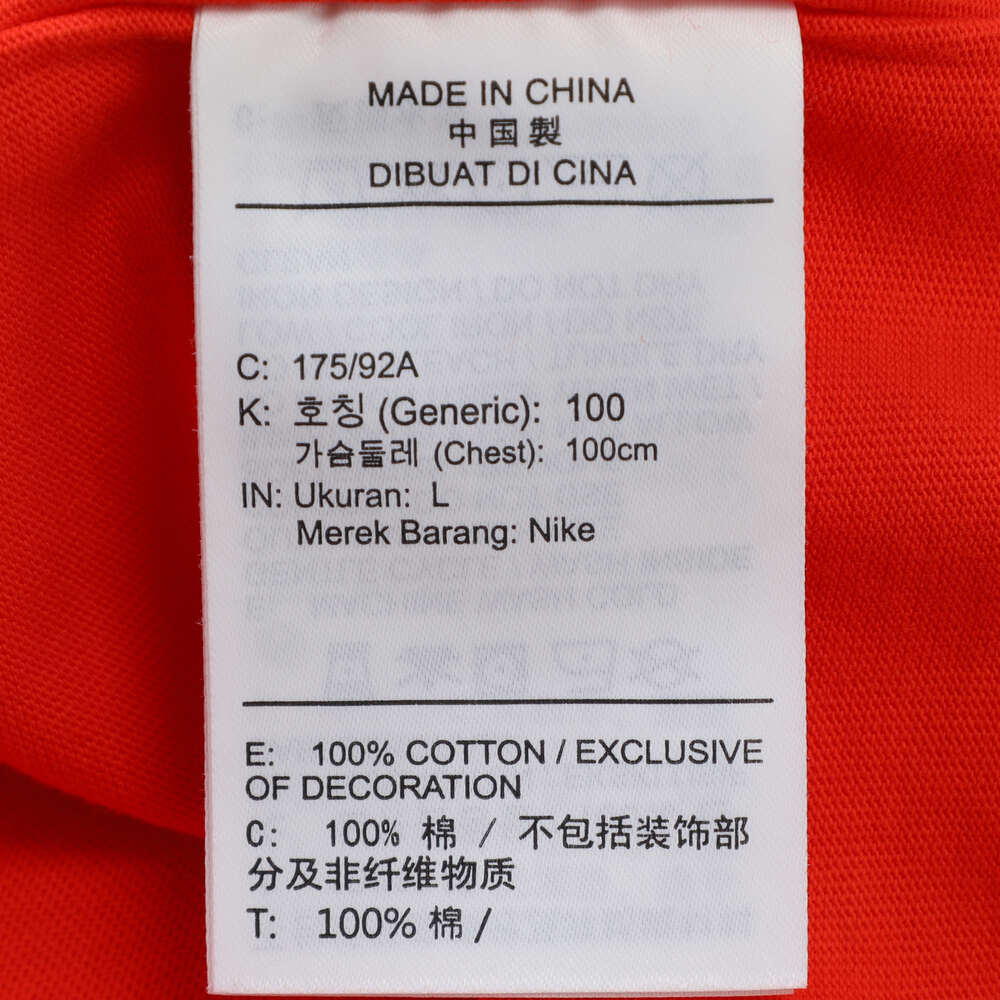 MADE IN CHINA
中国製
DIBUAT DI CINA
C: 175/92A
K: 호칭 (Generic): 100
가슴둘레 (Chest): 100cm
IN: Ukuran: L
Merek Barang: Nike
E: 100% COTTON / EXCLUSIVE
OF DECORATION
C: 100% 棉 / 不包括装饰部
分及非纤维物质
T: 100% 棉 /